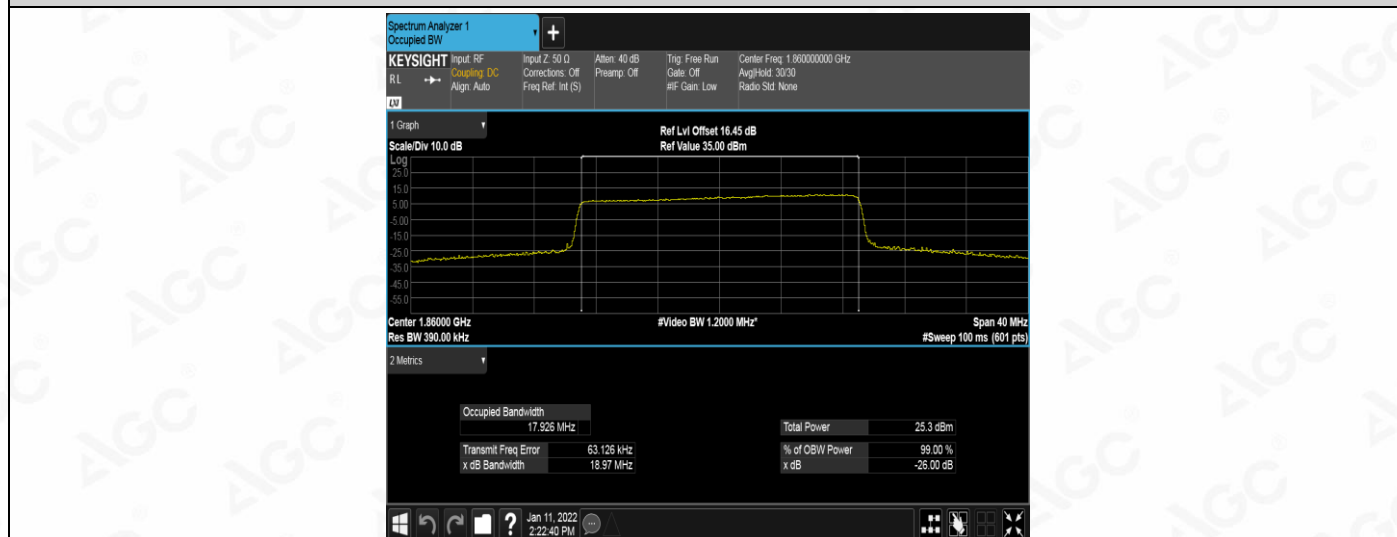 Spectrum Analyzer 1
Occupied BW
+
KEYSIGHT Input: RF Input Z: 50 Ω Atten: 40 dB Trig: Free Run Center Freq: 1.860000000 GHz
RL Coupling: DC Corrections: Off Preamp: Off Gate: Off Avg|Hold: 30/30
Align: Auto Freq Ref: Int (S) #IF Gain: Low Radio Std: None
LXI
1 Graph
Ref Lvl Offset 16.45 dB
Scale/Div 10.0 dB Ref Value 35.00 dBm
Log
25.0
15.0
5.00
-5.00
-15.0
-25.0
-35.0
-45.0
-55.0
Center 1.86000 GHz #Video BW 1.2000 MHz* Span 40 MHz
Res BW 390.00 kHz #Sweep 100 ms (601 pts)
2 Metrics
Occupied Bandwidth
17.926 MHz Total Power 25.3 dBm
Transmit Freq Error 63.126 kHz % of OBW Power 99.00 %
x dB Bandwidth 18.97 MHz x dB -26.00 dB
? Jan 11, 2022
2:22:40 PM
AGC